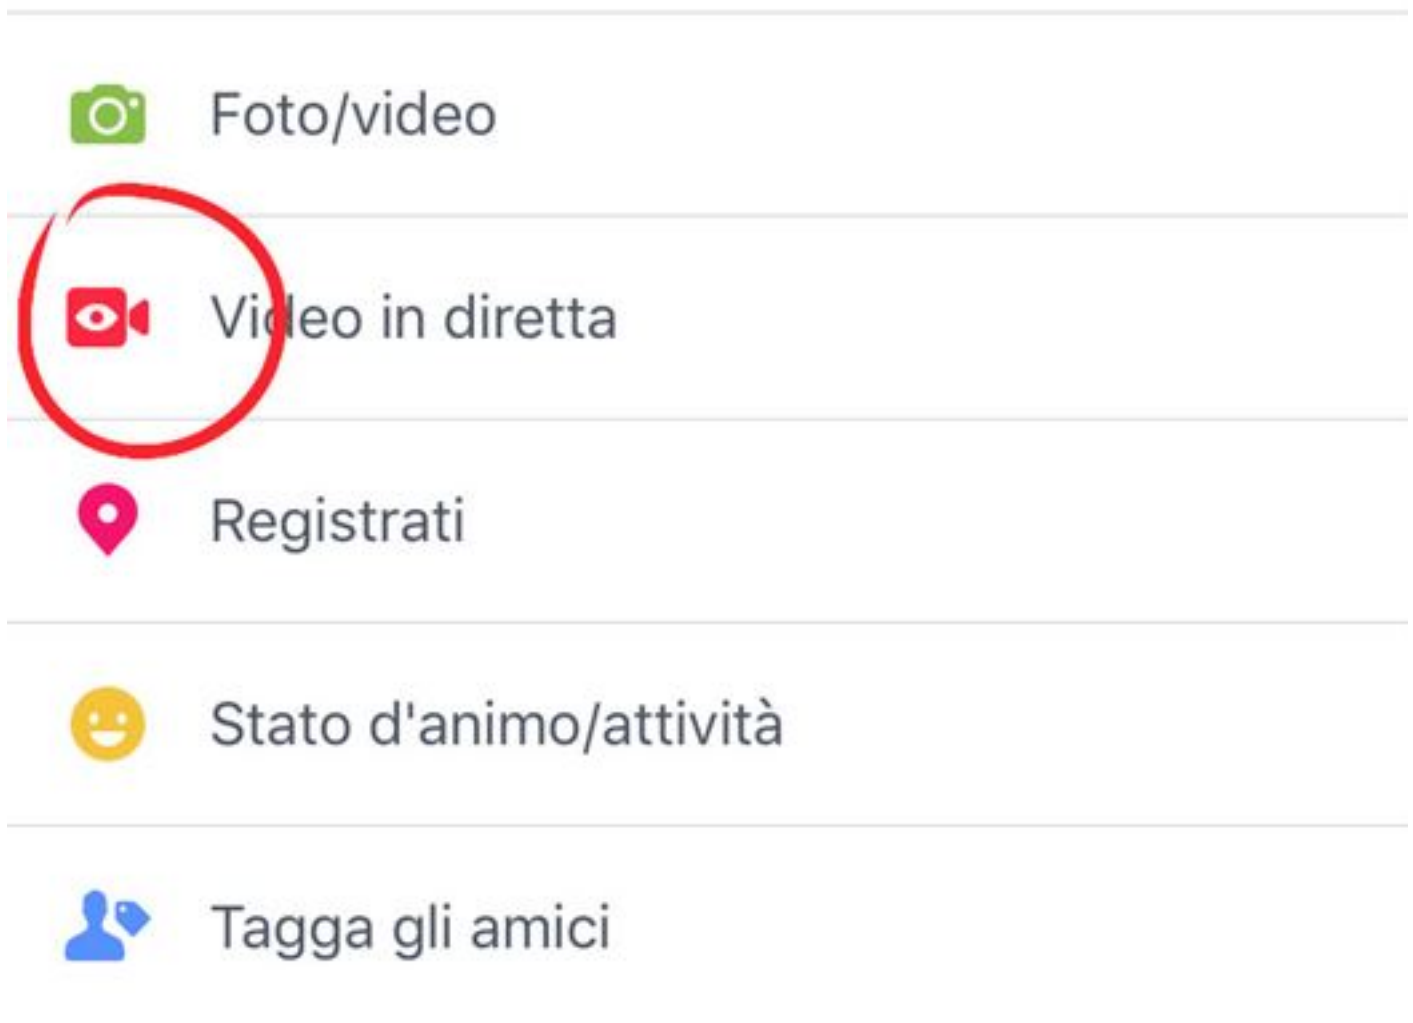 Foto/video
Video in diretta
Registrati
Stato d'animo/attività
Tagga gli amici